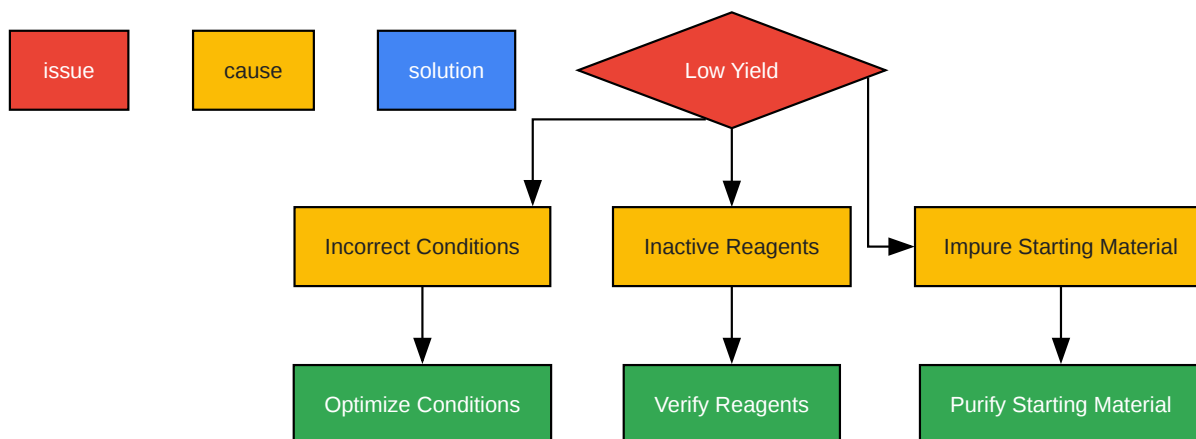 issue
cause
solution
Low Yield
Incorrect Conditions
Inactive Reagents
Impure Starting Material
Optimize Conditions
Verify Reagents
Purify Starting Material